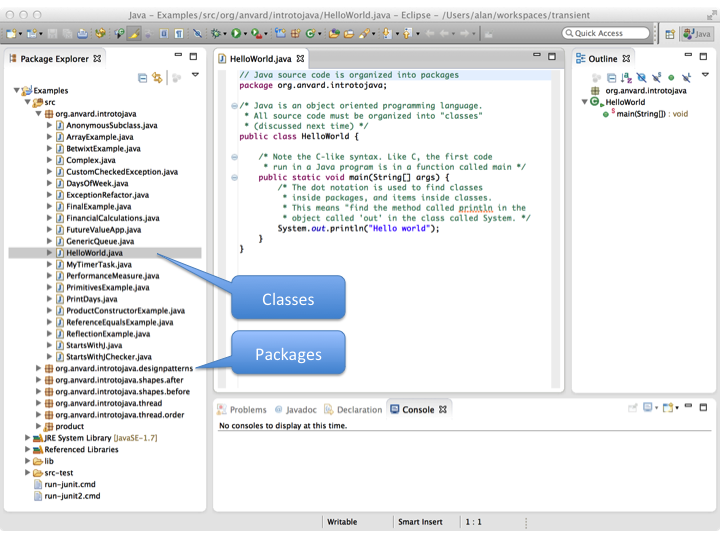 Java – Examples/src/org/anvard/introtojava/HelloWorld.java – Eclipse – /Users/alan/workspaces/transient
Quick Access
Java
Package Explorer
Examples
src
org.anvard.introtojava
AnonymousSubclass.java
ArrayExample.java
BetwixtExample.java
Complex.java
CustomCheckedException.java
DaysOfWeek.java
ExceptionRefactor.java
FinalExample.java
FinancialCalculations.java
FutureValueApp.java
GenericQueue.java
HelloWorld.java
MyTimerTask.java
PerformanceMeasure.java
PrimitivesExample.java
PrintDays.java
ProductConstructorExample.java
ReferenceEqualsExample.java
ReflectionExample.java
StartsWithJ.java
StartsWithJChecker.java
org.anvard.introtojava.designpatterns
org.anvard.introtojava.shapes.after
org.anvard.introtojava.shapes.before
org.anvard.introtojava.thread
org.anvard.introtojava.thread.order
product
JRE System Library [JavaSE-1.7]
Referenced Libraries
lib
src-test
run-junit.cmd
run-junit2.cmd
HelloWorld.java
// Java source code is organized into packages
package org.anvard.introtojava;
/* Java is an object oriented programming language.
* All source code must be organized into "classes"
* (discussed next time) */
public class HelloWorld {
/* Note the C-like syntax. Like C, the first code
* run in a Java program is in a function called main */
public static void main(String[] args) {
/* The dot notation is used to find classes
* inside packages, and items inside classes.
* This means "find the method called println in the
* object called 'out' in the class called System. */
System.out.println("Hello world");
}
}
Classes
Packages
Outline
org.anvard.introtojava
HelloWorld
S
main(String[]) : void
Problems
Javadoc
Declaration
Console
No consoles to display at this time.
Writable
Smart Insert
1 : 1